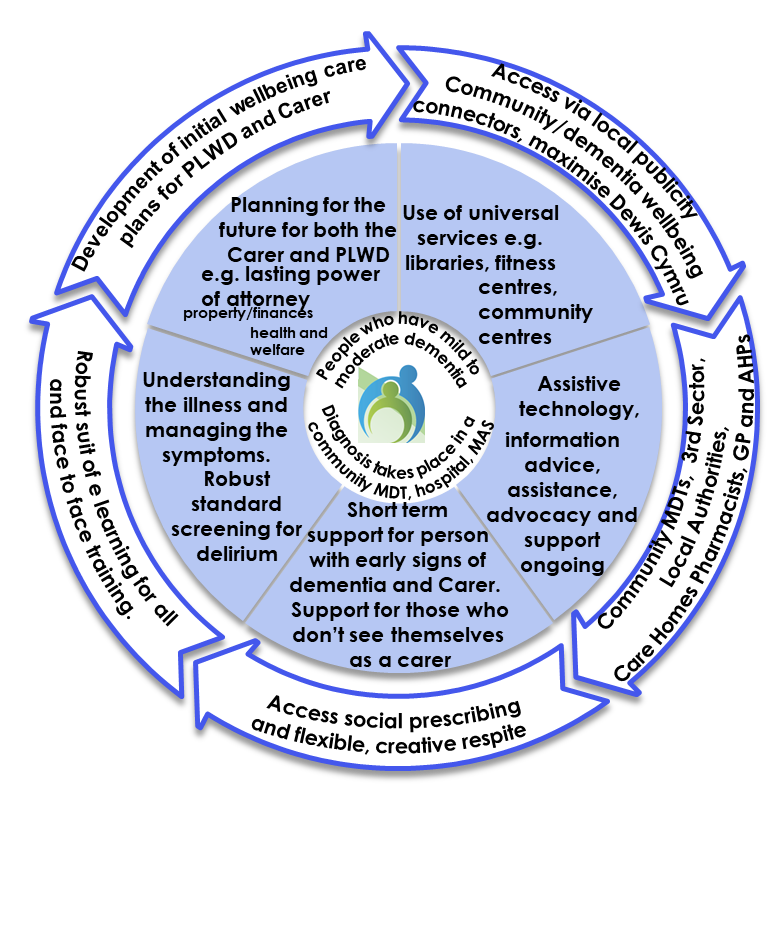 Development of initial wellbeing care
plans for PLWD and Carer
Access via local publicity
Community/dementia wellbeing
connectors, maximise Dewis Cymru
Community MDTs,  3rd Sector,
Local Authorities,
Care Homes Pharmacists, GP and AHPs
Access social prescribing
and flexible, creative respite
Robust suit of e learning for all
and face to face training.
Planning for the
future for both the
Carer and PLWD
e.g. lasting power
of attorney
property/finances
health and
welfare
Use of universal
services e.g.
libraries, fitness
centres,
community
centres
Assistive
technology,
information
advice,
assistance,
advocacy and
support
ongoing
Short term
support for person
with early signs of
dementia and Carer.
Support for those who
don't see themselves
as a carer
Understanding
the illness and
managing the
symptoms.
Robust
standard
screening for
delirium
People who have mild to
moderate dementia
Diagnosis takes place in a
community MDT, hospital, MAS